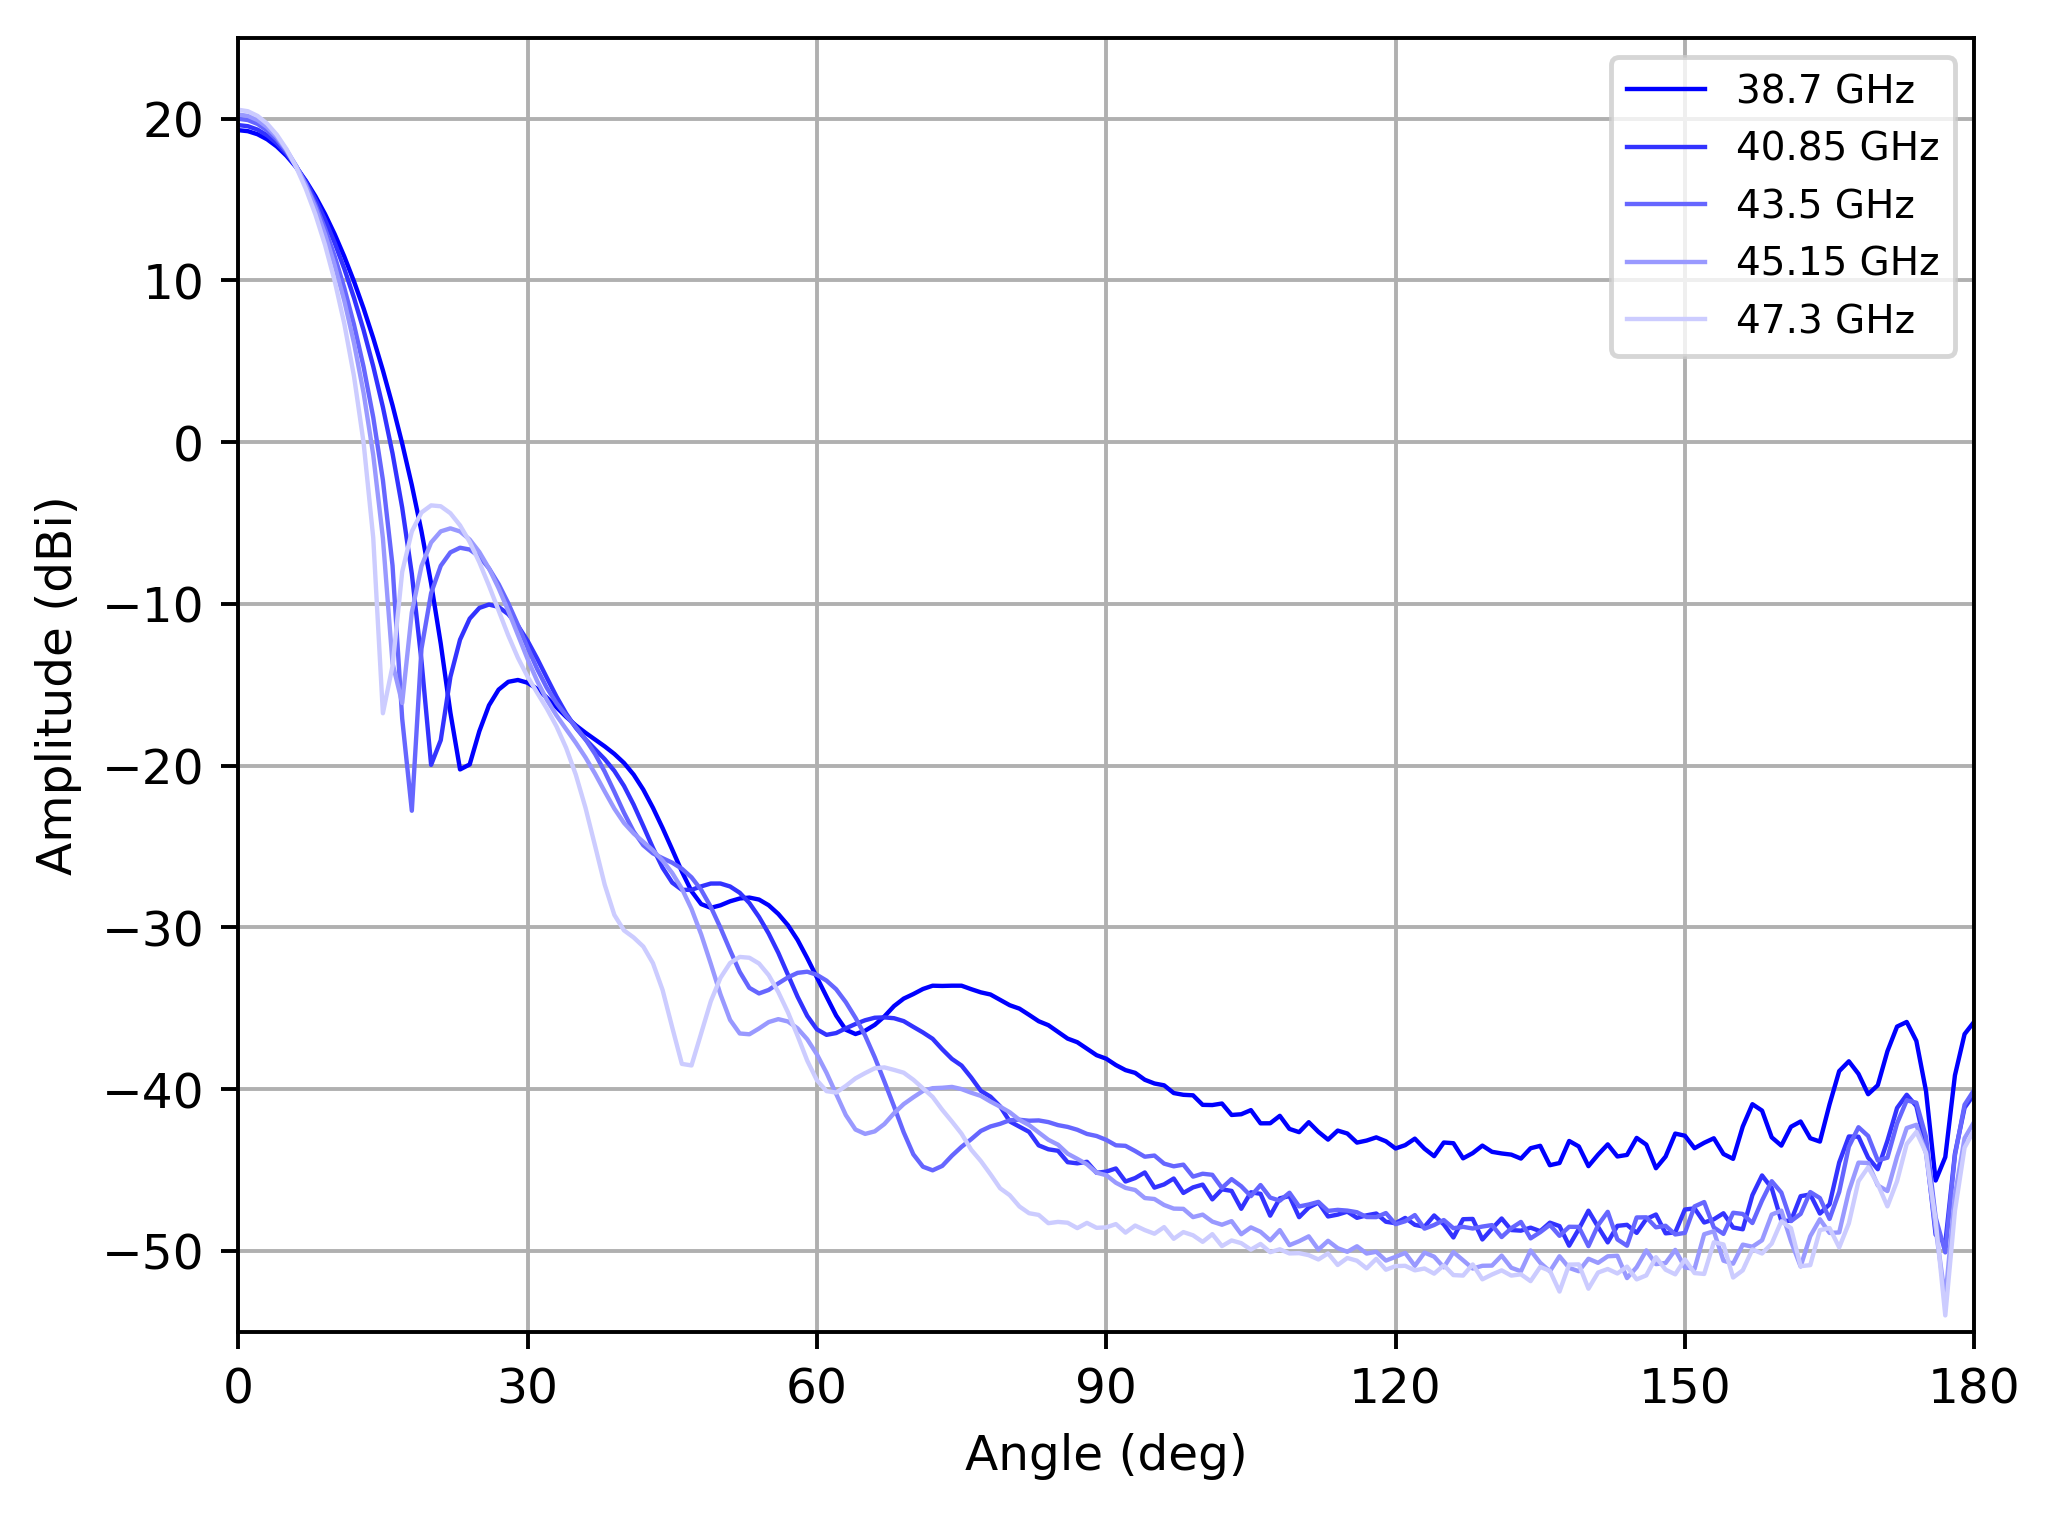 20
10
0
−10
−20
−30
−40
−50
Amplitude (dBi)
38.7 GHz
40.85 GHz
43.5 GHz
45.15 GHz
47.3 GHz
0 30 60 90 120 150 180
Angle (deg)